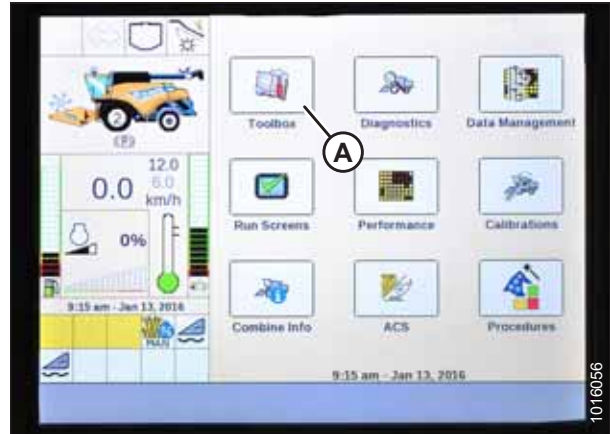 2
(P)
12.0
0.0 6.0
km/h
0%
9:15 am - Jan 13, 2016
MAN
Toolbox
Diagnostics
Data Management
A
Run Screens
Performance
Calibrations
Combine Info
ACS
Procedures
9:15 am - Jan 13, 2016
1016056